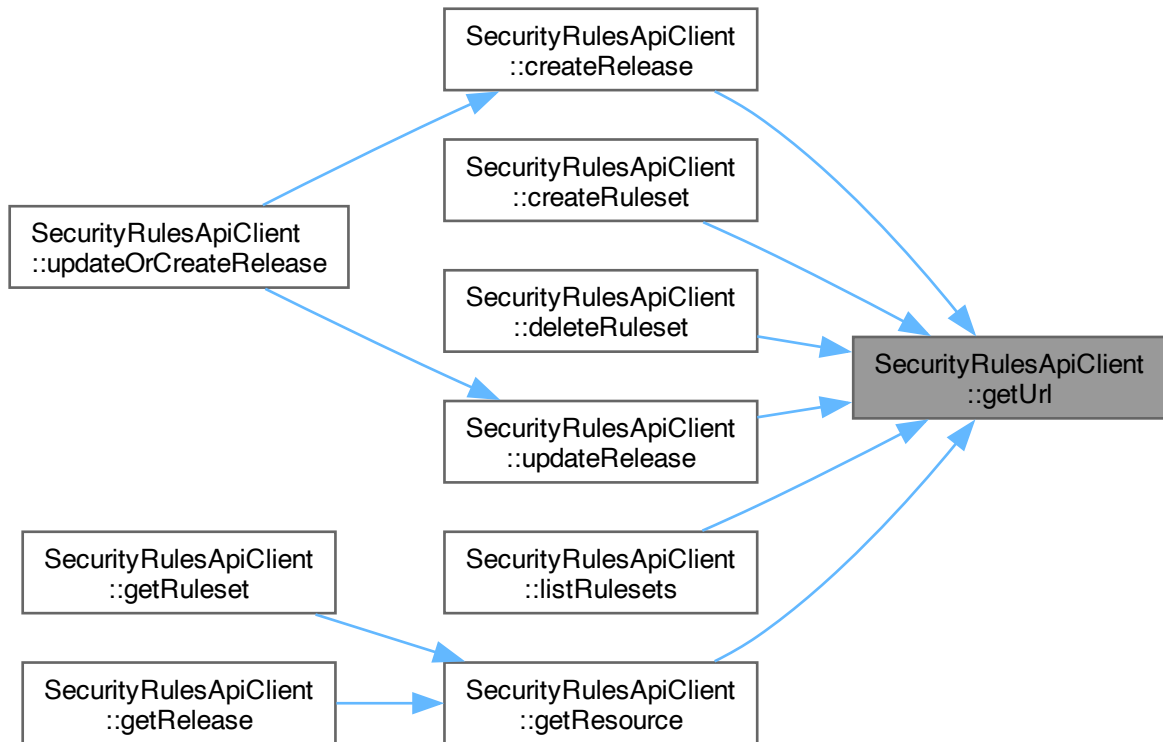 SecurityRulesApiClient
::createRelease
SecurityRulesApiClient
::createRuleset
SecurityRulesApiClient
::updateOrCreateRelease
SecurityRulesApiClient
::deleteRuleset
SecurityRulesApiClient
::getUrl
SecurityRulesApiClient
::updateRelease
SecurityRulesApiClient
::getRuleset
SecurityRulesApiClient
::listRulesets
SecurityRulesApiClient
::getRelease
SecurityRulesApiClient
::getResource